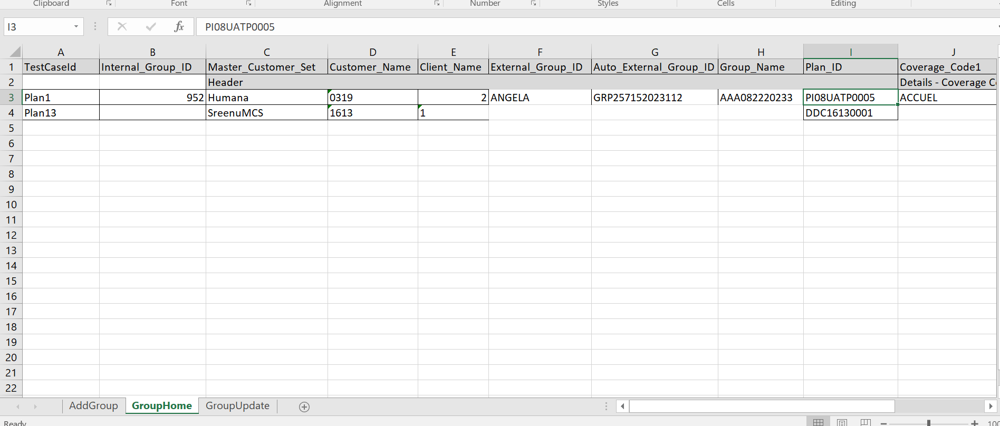 Clipboard Font Alignment Number Styles Cells Editing
I3 fx PI08UATP0005
A B C D E F G H I J
1 TestCaseId Internal_Group_ID Master_Customer_Set Customer_Name Client_Name External_Group_ID Auto_External_Group_ID Group_Name Plan_ID Coverage_Code1
2 Header Details - Coverage C
3 Plan1 952 Humana 0319 2 ANGELA GRP257152023112 AAA082220233 PI08UATP0005 ACCUEL
4 Plan13 SreenuMCS 1613 1 DDC16130001
5
6
7
8
9
10
11
12
13
14
15
16
17
18
19
20
21
22
AddGroup GroupHome GroupUpdate
Ready 100